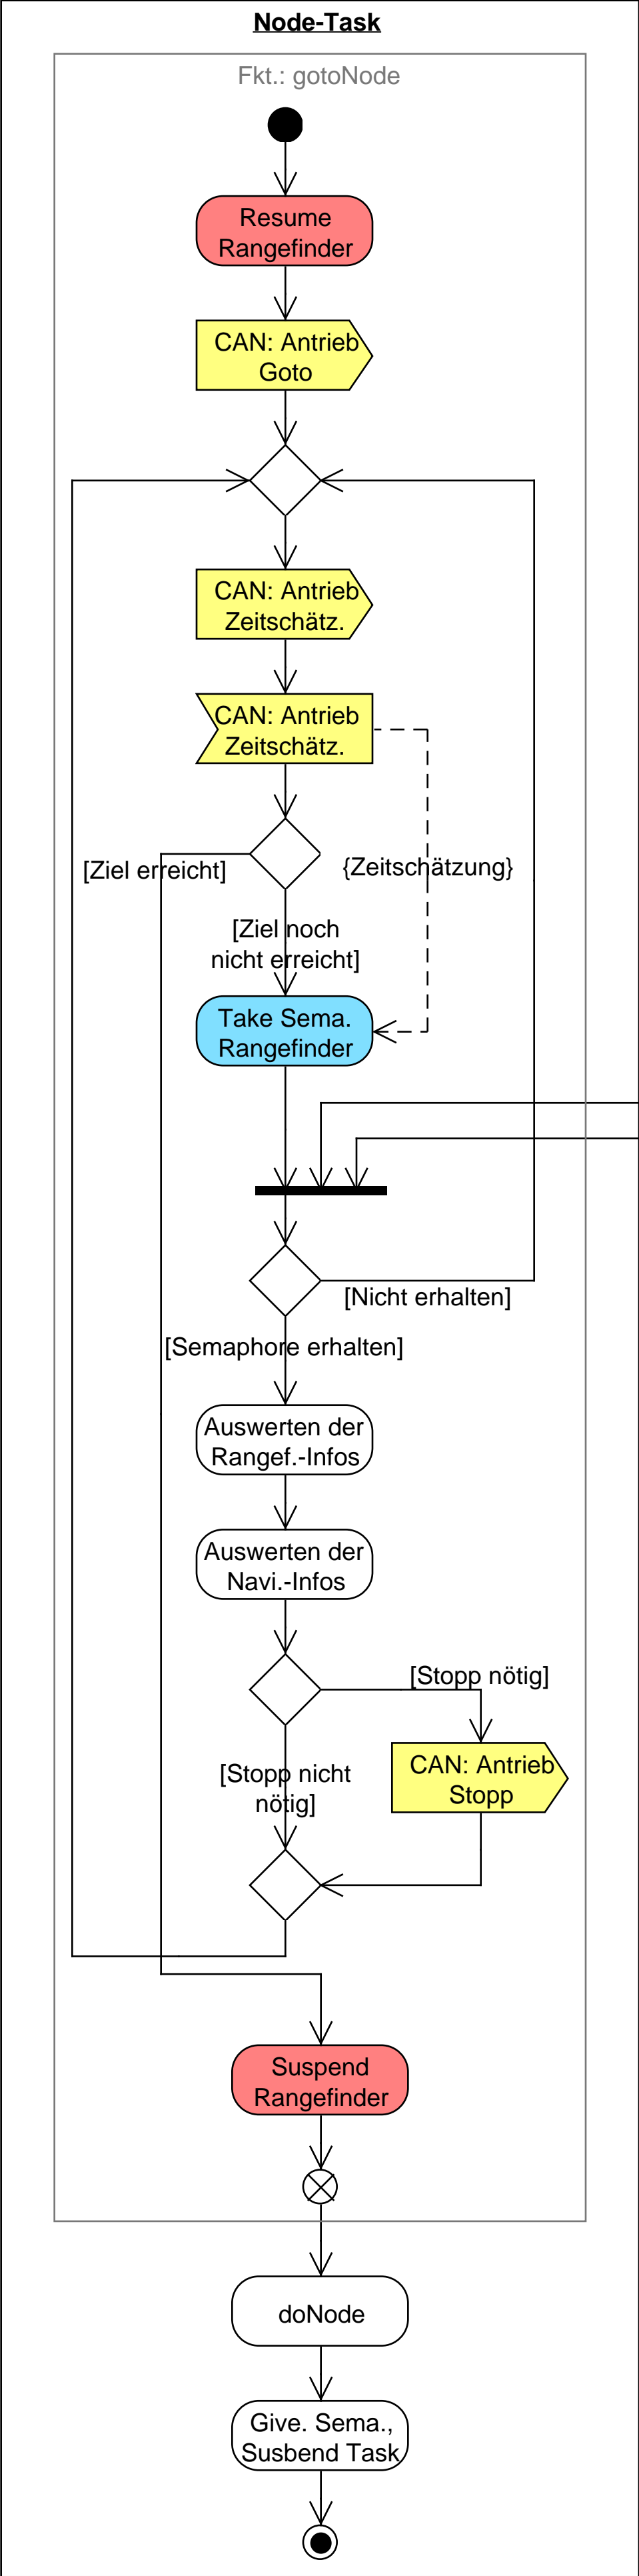 Node-Task
Fkt.: gotoNode
Resume
Rangefinder
CAN: Antrieb
Goto
CAN: Antrieb
Zeitschätz.
CAN: Antrieb
Zeitschätz.
[Ziel erreicht]
{Zeitschätzung}
[Ziel noch
nicht erreicht]
Take Sema.
Rangefinder
[Nicht erhalten]
[Semaphore erhalten]
Auswerten der
Rangef.-Infos
Auswerten der
Navi.-Infos
[Stopp nötig]
CAN: Antrieb
Stopp
[Stopp nicht
nötig]
Suspend
Rangefinder
doNode
Give. Sema.,
Susbend Task